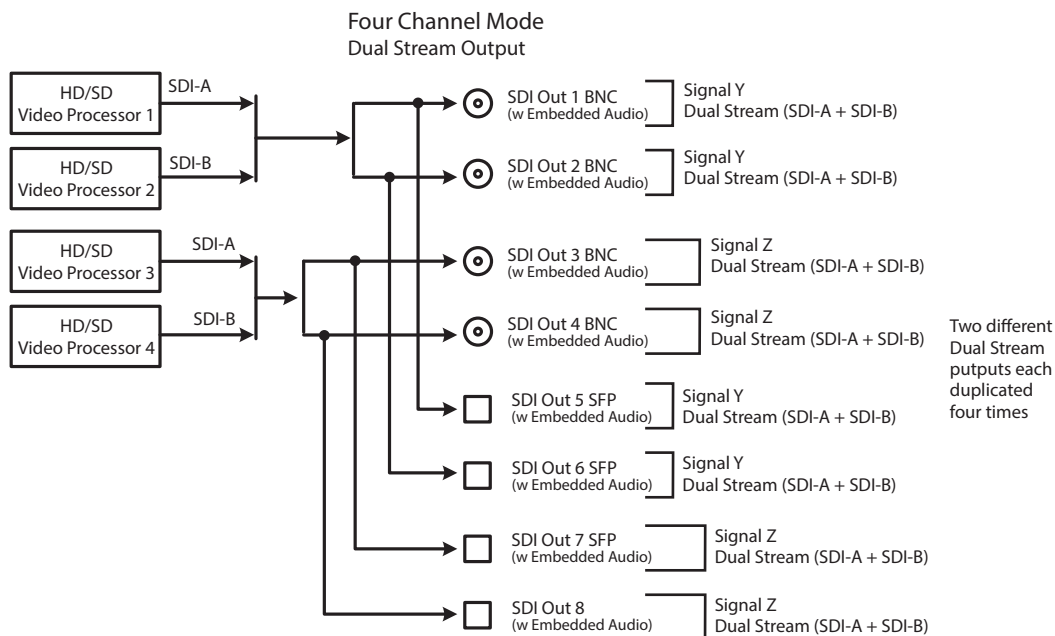 Four Channel Mode
Dual Stream Output
HD/SD
Video Processor 1
SDI-A
HD/SD
Video Processor 2
SDI-B
HD/SD
Video Processor 3
SDI-A
HD/SD
Video Processor 4
SDI-B
SDI Out 1 BNC
(w Embedded Audio)
Signal Y
Dual Stream (SDI-A + SDI-B)
SDI Out 2 BNC
(w Embedded Audio)
Signal Y
Dual Stream (SDI-A + SDI-B)
SDI Out 3 BNC
(w Embedded Audio)
Signal Z
Dual Stream (SDI-A + SDI-B)
SDI Out 4 BNC
(w Embedded Audio)
Signal Z
Dual Stream (SDI-A + SDI-B)
SDI Out 5 SFP
(w Embedded Audio)
Signal Y
Dual Stream (SDI-A + SDI-B)
SDI Out 6 SFP
(w Embedded Audio)
Signal Y
Dual Stream (SDI-A + SDI-B)
SDI Out 7 SFP
(w Embedded Audio)
Signal Z
Dual Stream (SDI-A + SDI-B)
SDI Out 8
(w Embedded Audio)
Signal Z
Dual Stream (SDI-A + SDI-B)
Two different
Dual Stream
putputs each
duplicated
four times